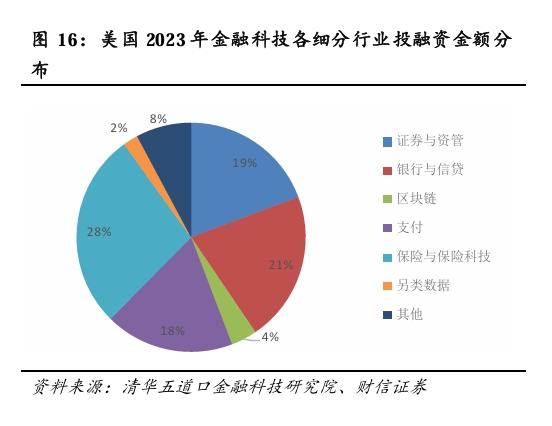 图 16：美国 2023 年金融科技各细分行业投融资金额分
布
8%
2%
19%
28%
21%
18%
4%
证券与资管
银行与信贷
区块链
支付
保险与保险科技
另类数据
其他
资料来源：清华五道口金融科技研究院、财信证券